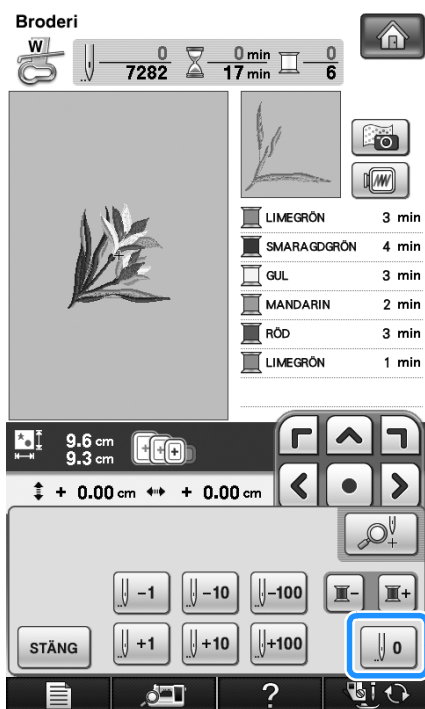 Broderi
W
0 0 min 0
7282 17 min 6
LIMEGRÖN 3 min
SMARAGDGRÖN 4 min
GUL 3 min
MANDARIN 2 min
RÖD 3 min
LIMEGRÖN 1 min
9.6 cm
9.3 cm
+ 0.00 cm + 0.00 cm
-1 -10 -100 - +
STÄNG +1 +10 +100 0
?